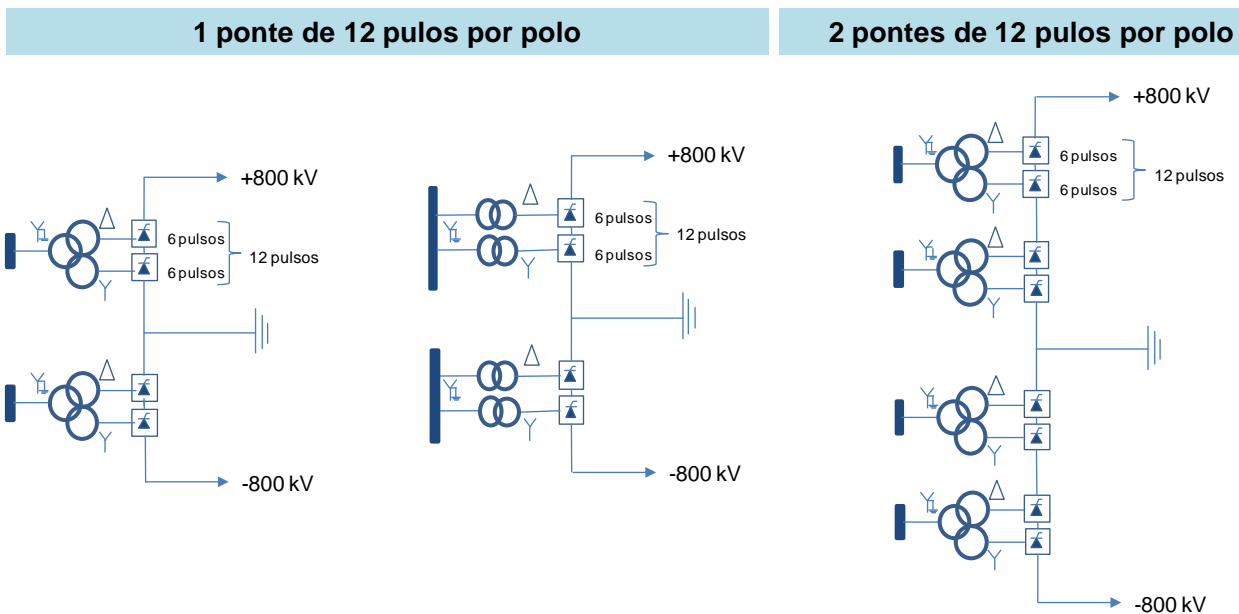 1 ponte de 12 pulos por polo
+800 kV
6 pulsos
6 pulsos
12 pulsos
Δ
Y
Y
Δ
Y
Y
-800 kV
+800 kV
6 pulsos
6 pulsos
12 pulsos
Δ
Y
Y
Δ
Y
Y
-800 kV
2 pontes de 12 pulos por polo
+800 kV
6 pulsos
6 pulsos
12 pulsos
Δ
Y
Y
Δ
Y
Y
Δ
Y
Y
Δ
Y
Y
-800 kV